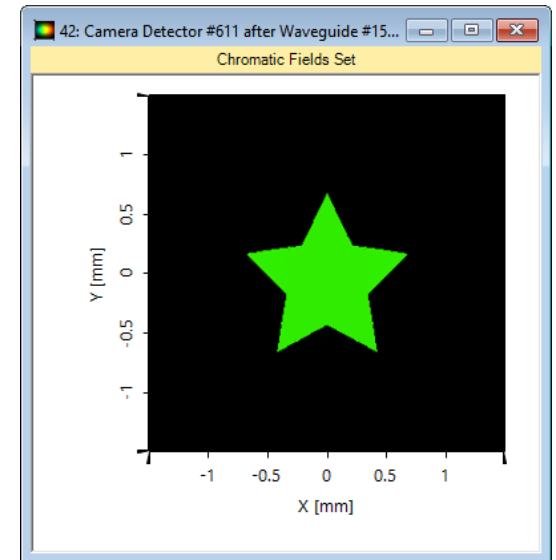 42: Camera Detector #611 after Waveguide #15...
Chromatic Fields Set
Y [mm]
1
0.5
0
-0.5
-1
-1
-0.5
0
0.5
1
X [mm]